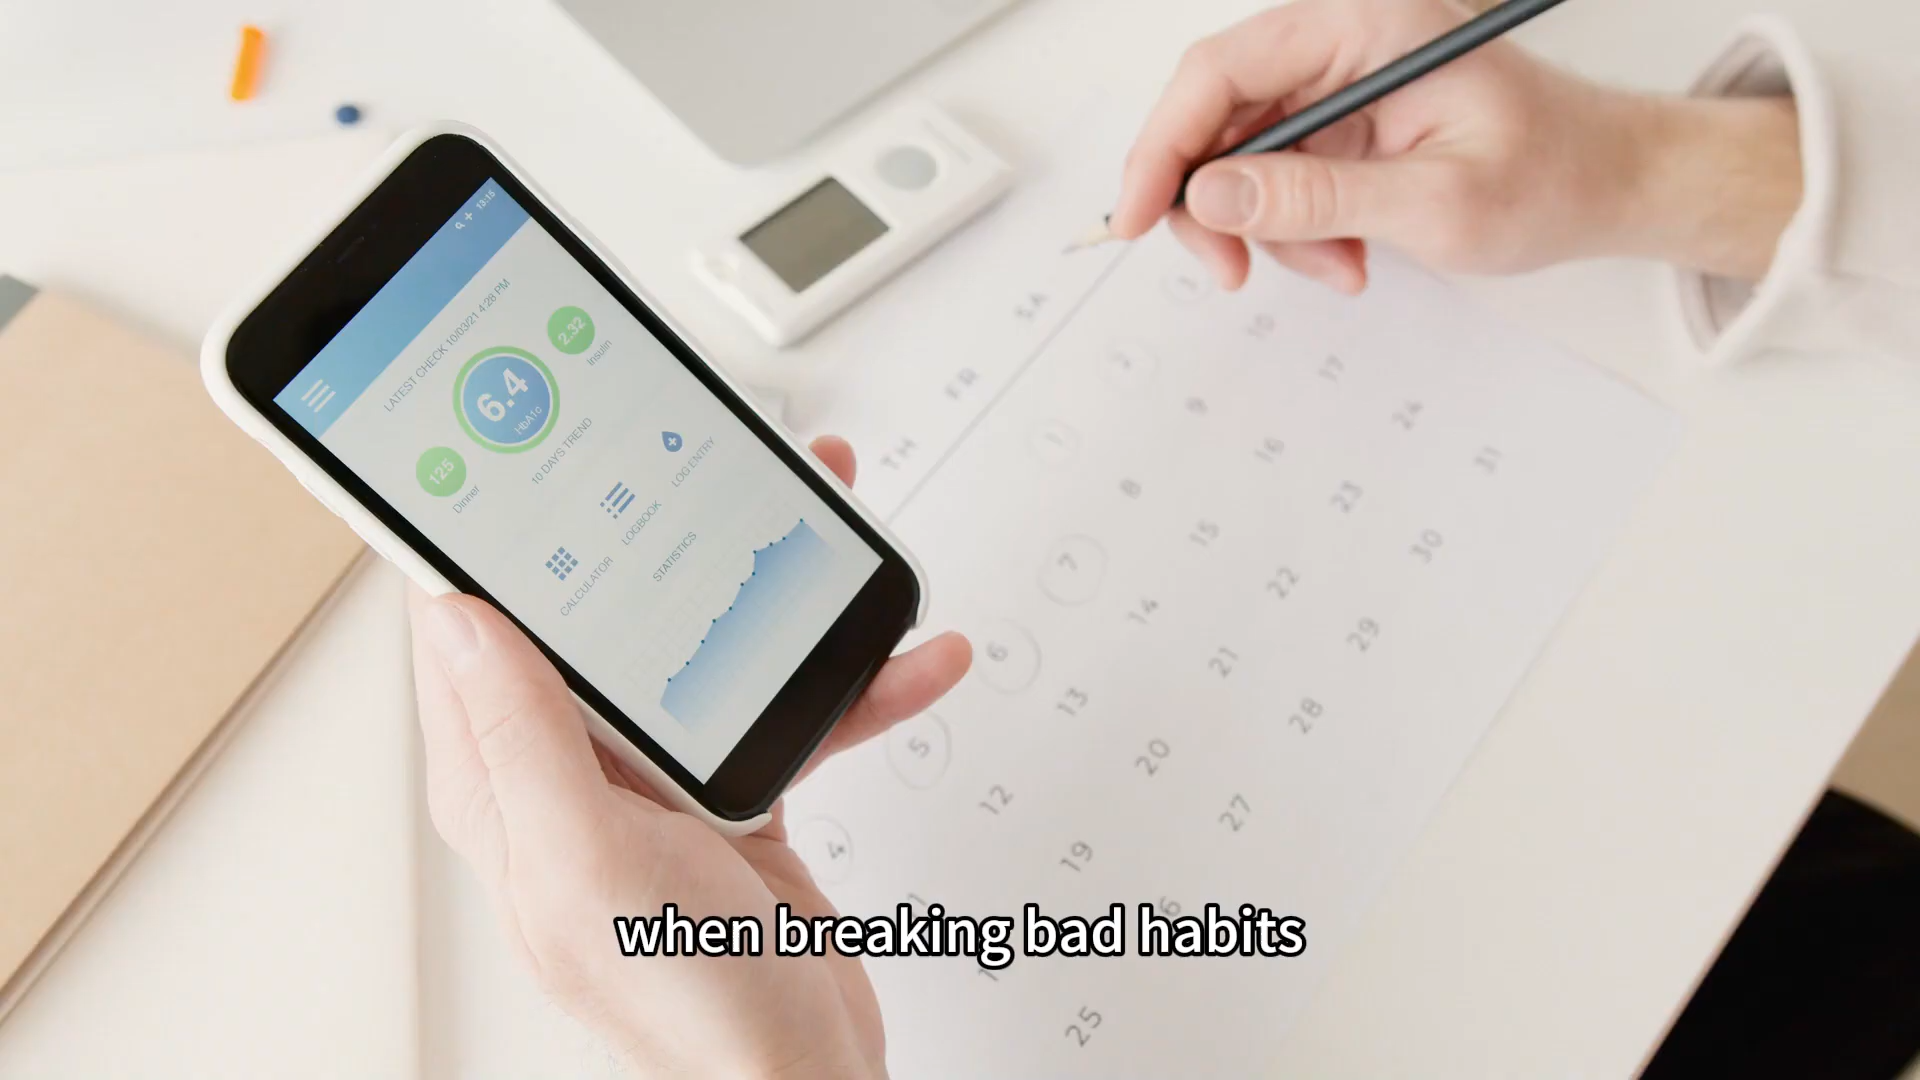 13:15
LATEST CHECK 10/03/21 4:28 PM
125
Dinner
6.4
HbA1c
2.32
Insulin
10 DAYS TREND
CALCULATOR
LOGBOOK
LOG ENTRY
STATISTICS
TH FR SA
1 2 3
4 5 6 7 8 9 10
12 13 14 15 16 17
19 20 21 22 23 24
25 27 28 29 30 31
when breaking bad habits